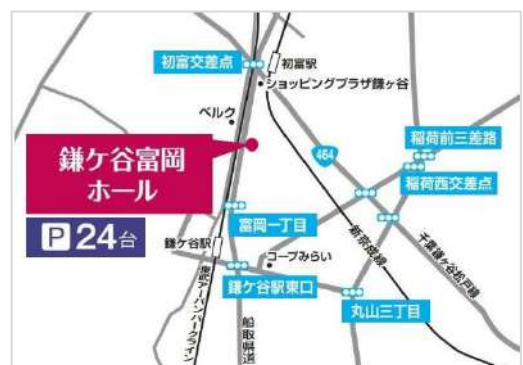 初富交差点
初富駅
ショッピングプラザ鎌ヶ谷
ベルク
鎌ケ谷富岡
ホール
P 24台
464
稲荷前三差路
稲荷西交差点
富岡一丁目
鎌ケ谷駅
コープみらい
新京成線
千葉鎌ヶ谷松戸線
鎌ケ谷駅東口
丸山三丁目
東武アーバンパークライン
船取県道